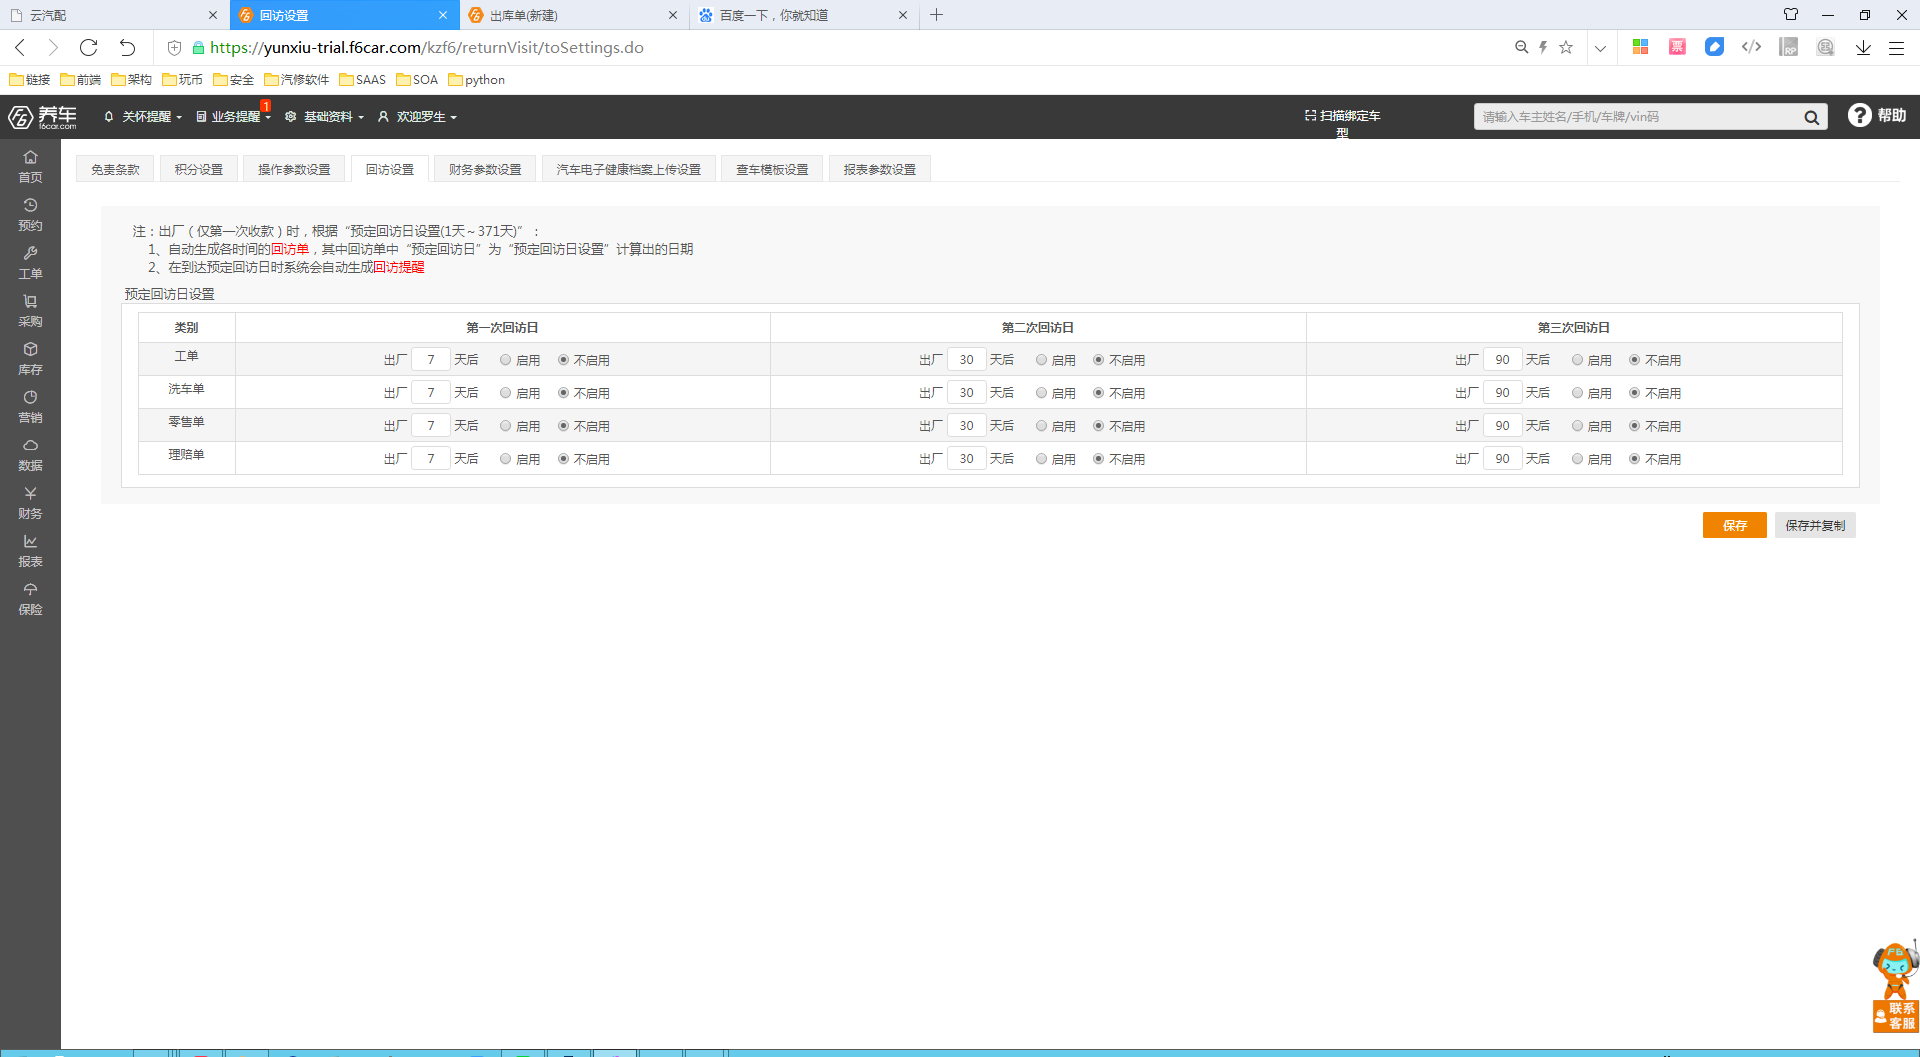 云汽配
回访设置
出库单(新建)
百度一下，你就知道
https://yunxiu-trial.f6car.com/kzf6/returnVisit/toSettings.do
票
RP
链接 前端 架构 玩币 安全 汽修软件 SAAS SOA python
F6 养车 f6car.com
关怀提醒 业务提醒 1 基础资料 欢迎罗生
扫描绑定车型
请输入车主姓名/手机/车牌/vin码
帮助
首页
预约
工单
采购
库存
营销
数据
财务
报表
保险
免责条款 积分设置 操作参数设置 回访设置 财务参数设置 汽车电子健康档案上传设置 查车模板设置 报表参数设置
注：出厂（仅第一次收款）时，根据“预定回访日设置(1天～371天)”：
1、自动生成各时间的回访单，其中回访单中“预定回访日”为“预定回访日设置”计算出的日期
2、在到达预定回访日时系统会自动生成回访提醒
预定回访日设置
类别 第一次回访日 第二次回访日 第三次回访日
工单 出厂 7 天后 启用 不启用 出厂 30 天后 启用 不启用 出厂 90 天后 启用 不启用
洗车单 出厂 7 天后 启用 不启用 出厂 30 天后 启用 不启用 出厂 90 天后 启用 不启用
零售单 出厂 7 天后 启用 不启用 出厂 30 天后 启用 不启用 出厂 90 天后 启用 不启用
理赔单 出厂 7 天后 启用 不启用 出厂 30 天后 启用 不启用 出厂 90 天后 启用 不启用
保存 保存并复制
F6
联系
客服